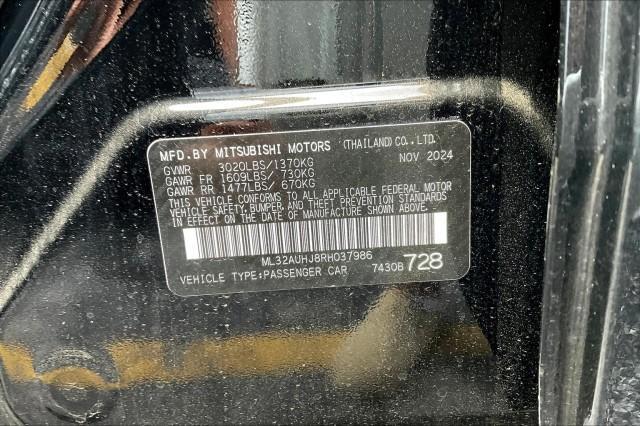 MFD.BY MITSUBISHI MOTORS (THAILAND) CO., LTD.
GVWR 3020LBS/1370KG NOV 2024
GAWR FR 1609LBS/ 730KG
GAWR RR 1477LBS/ 670KG
THIS VEHICLE CONFORMS TO ALL APPLICABLE FEDERAL MOTOR
VEHICLE SAFETY, BUMPER, AND THEFT PREVENTION STANDARDS
IN EFFECT ON THE DATE OF MANUFACTURE SHOWN ABOVE.
ML32AUHJ8RH037986
VEHICLE TYPE:PASSENGER CAR 7430B 728